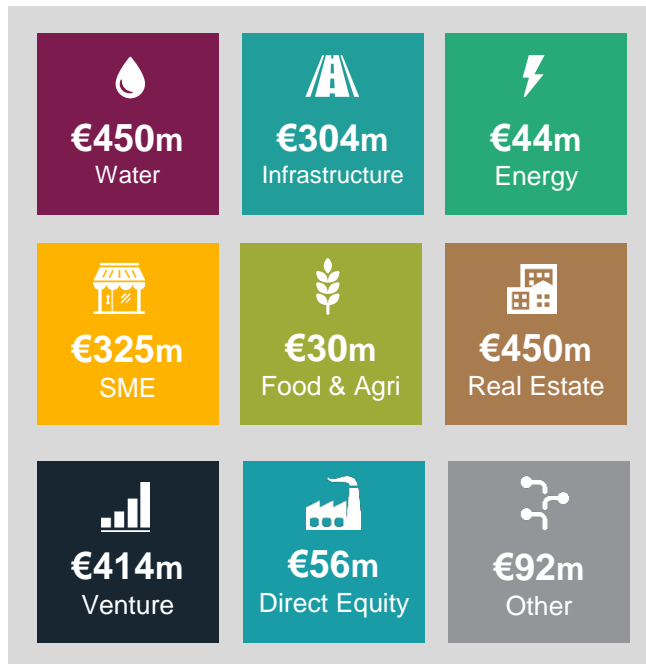 €450m
Water
€304m
Infrastructure
€44m
Energy
€325m
SME
€30m
Food & Agri
€450m
Real Estate
€414m
Venture
€56m
Direct Equity
€92m
Other